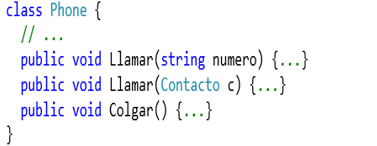 class Phone {
// ...
public void Llamar(string numero) {...}
public void Llamar(Contacto c) {...}
public void Colgar() {...}
}